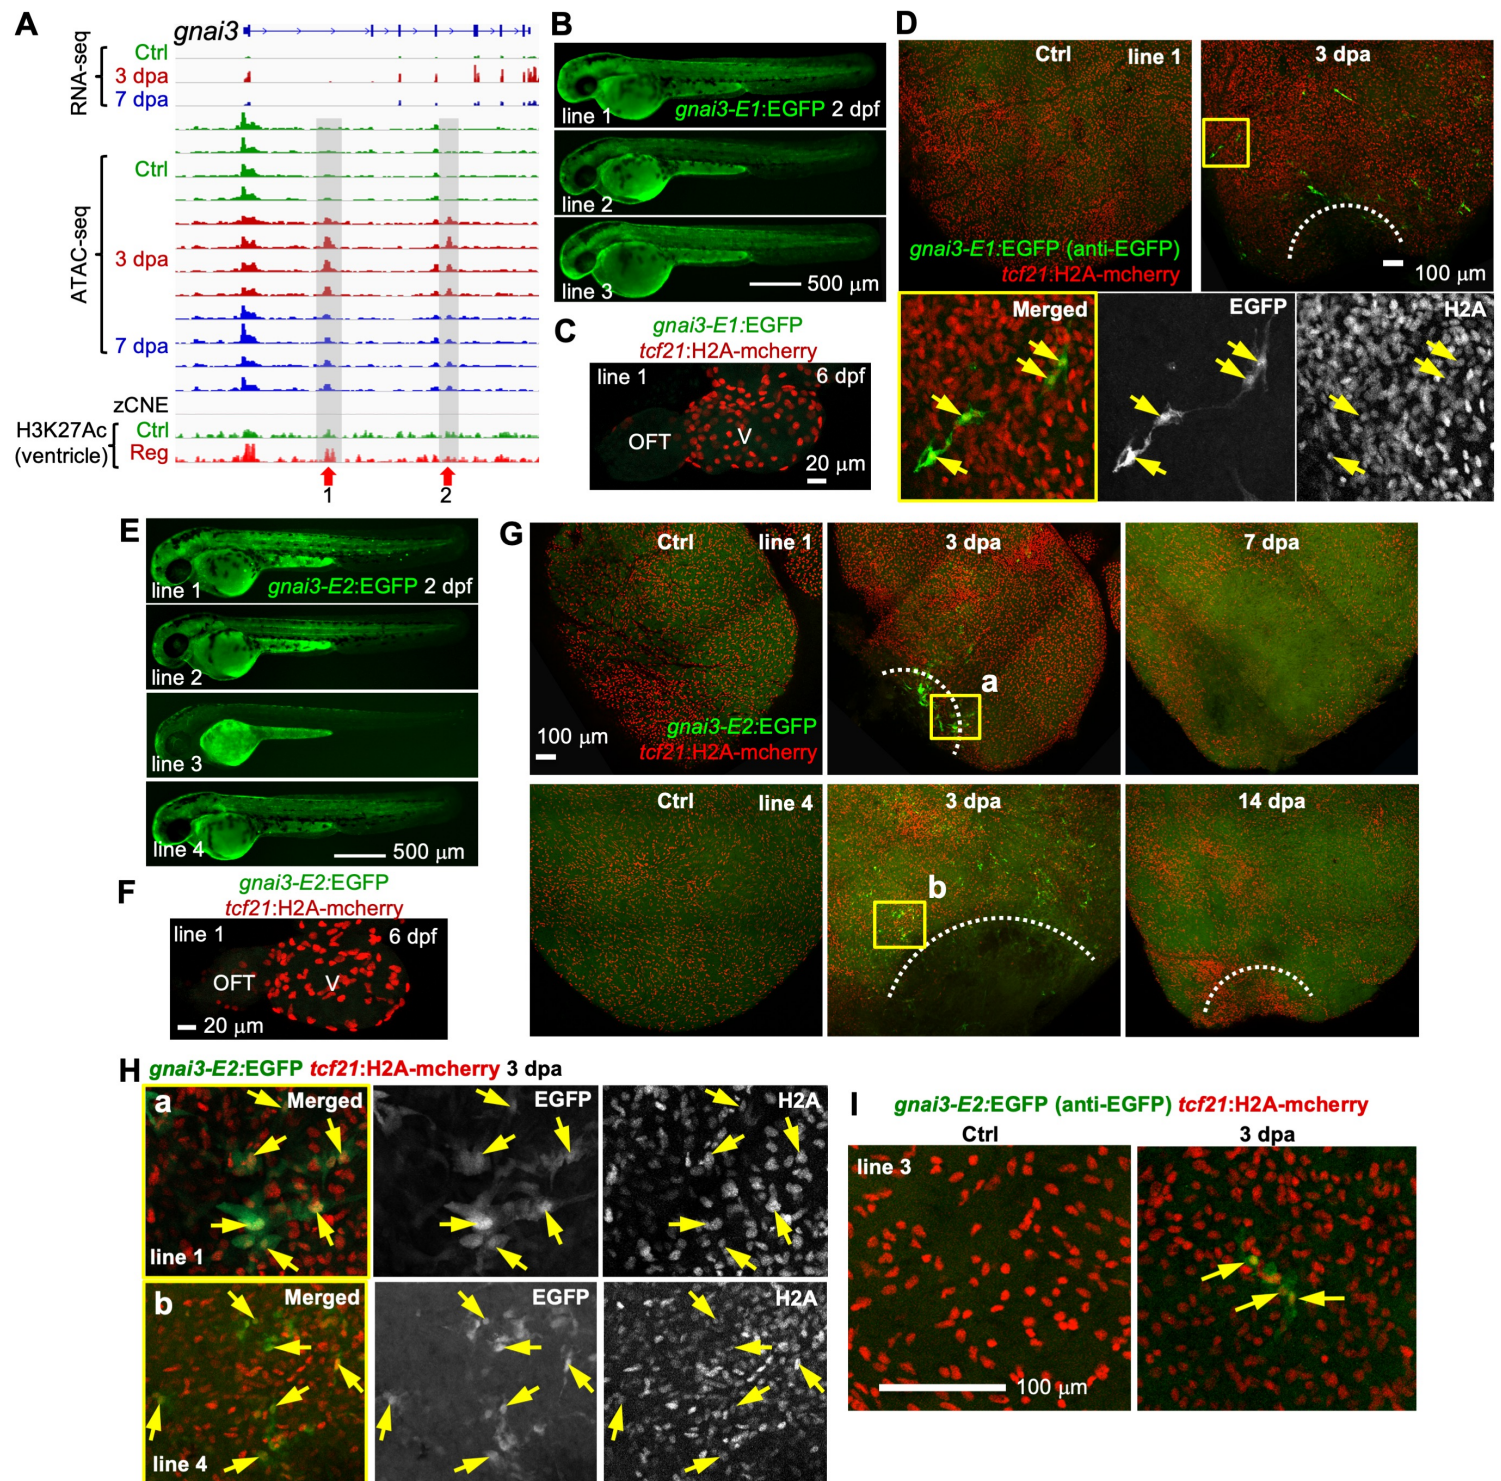 A
gnai3
RNA-seq
Ctrl
3 dpa
7 dpa
ATAC-seq
Ctrl
3 dpa
7 dpa
zCNE
H3K27Ac
(ventricle)
Ctrl
Reg
1
2
B
line 1
gnai3-E1:EGFP 2 dpf
line 2
line 3
500 μm
C
gnai3-E1:EGFP
tcf21:H2A-mcherry
line 1
6 dpf
OFT
V
20 μm
D
Ctrl
line 1
3 dpa
gnai3-E1:EGFP (anti-EGFP)
tcf21:H2A-mcherry
100 μm
Merged
EGFP
H2A
E
line 1
gnai3-E2:EGFP 2 dpf
line 2
line 3
line 4
500 μm
F
gnai3-E2:EGFP
tcf21:H2A-mcherry
line 1
6 dpf
OFT
V
20 μm
G
Ctrl
line 1
3 dpa
7 dpa
a
gnai3-E2:EGFP
tcf21:H2A-mcherry
100 μm
Ctrl
line 4
3 dpa
14 dpa
b
H
gnai3-E2:EGFP tcf21:H2A-mcherry 3 dpa
a
Merged
EGFP
H2A
line 1
b
Merged
EGFP
H2A
line 4
I
gnai3-E2:EGFP (anti-EGFP) tcf21:H2A-mcherry
Ctrl
3 dpa
line 3
100 μm